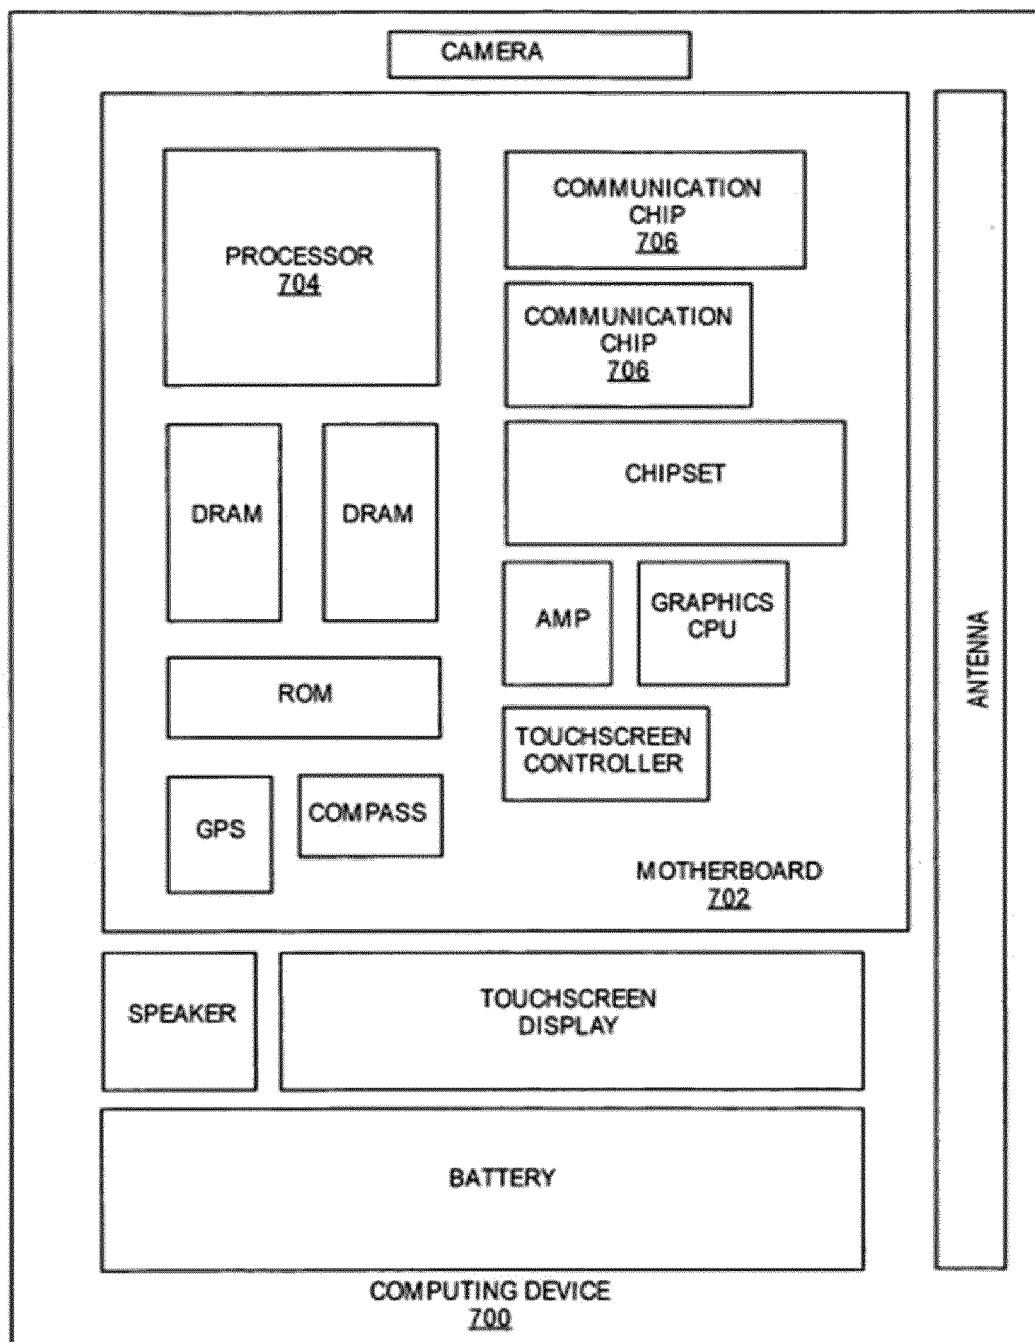 CAMERA
PROCESSOR
704
COMMUNICATION
CHIP
706
COMMUNICATION
CHIP
706
DRAM
DRAM
CHIPSET
AMP
GRAPHICS
CPU
ROM
TOUCHSCREEN
CONTROLLER
GPS
COMPASS
MOTHERBOARD
702
ANTENNA
SPEAKER
TOUCHSCREEN
DISPLAY
BATTERY
COMPUTING DEVICE
700